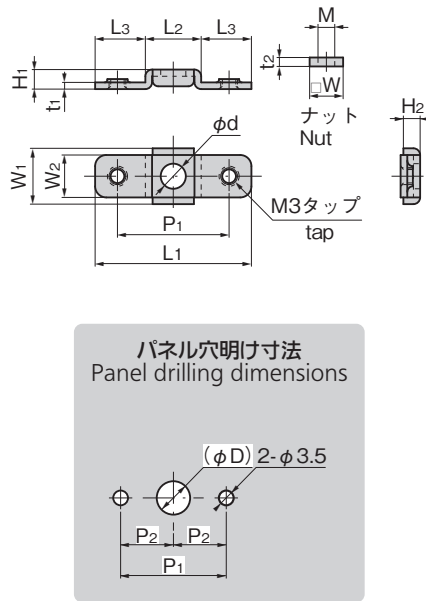 L3 L2 L3
M
H1
t1
t2
□W
ナット
Nut
H2
φd
W1
W2
M3タップ
tap
P1
L1
パネル穴明け寸法
Panel drilling dimensions
(φD) 2-φ3.5
P2 P2
P1